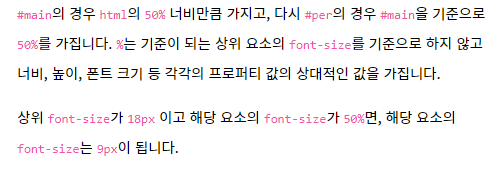 #main의 경우 html의 50% 너비만큼 가지고, 다시 #per의 경우 #main을 기준으로
50%를 가집니다. %는 기준이 되는 상위 요소의 font-size를 기준으로 하지 않고
너비, 높이, 폰트 크기 등 각각의 프로퍼티 값의 상대적인 값을 가집니다.
상위 font-size가 18px 이고 해당 요소의 font-size가 50%면, 해당 요소의
font-size는 9px이 됩니다.